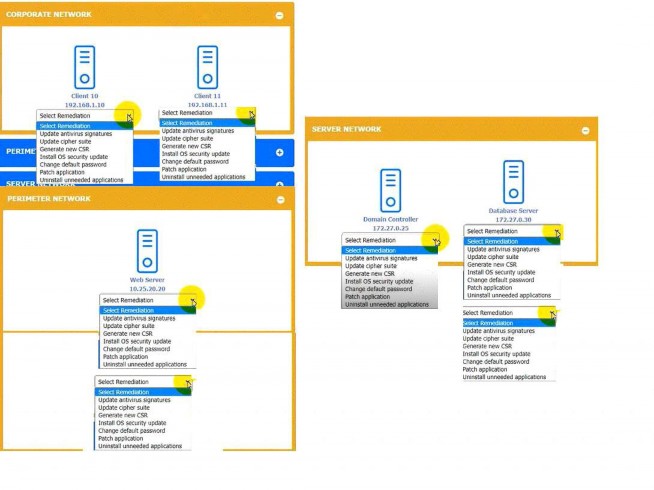 CORPORATE NETWORK
Client 10
192.168.1.10
Select Remediation
Select Remediation
Update antivirus signatures
Update cipher suite
Generate new CSR
Install OS security update
Change default password
Patch application
Uninstall unneeded applications
Client 11
192.168.1.11
Select Remediation
Select Remediation
Update antivirus signatures
Update cipher suite
Generate new CSR
Install OS security update
Change default password
Patch application
Uninstall unneeded applications
SERVER NETWORK
PERIMETER NETWORK
Web Server
10.25.20.20
Select Remediation
Select Remediation
Update antivirus signatures
Update cipher suite
Generate new CSR
Install OS security update
Change default password
Patch application
Uninstall unneeded applications
Select Remediation
Select Remediation
Update antivirus signatures
Update cipher suite
Generate new CSR
Install OS security update
Change default password
Patch application
Uninstall unneeded applications
SERVER NETWORK
Domain Controller
172.27.0.25
Select Remediation
Select Remediation
Update antivirus signatures
Update cipher suite
Generate new CSR
Install OS security update
Change default password
Patch application
Uninstall unneeded applications
Database Server
172.27.0.30
Select Remediation
Select Remediation
Update antivirus signatures
Update cipher suite
Generate new CSR
Install OS security update
Change default password
Patch application
Uninstall unneeded applications
Select Remediation
Select Remediation
Update antivirus signatures
Update cipher suite
Generate new CSR
Install OS security update
Change default password
Patch application
Uninstall unneeded applications